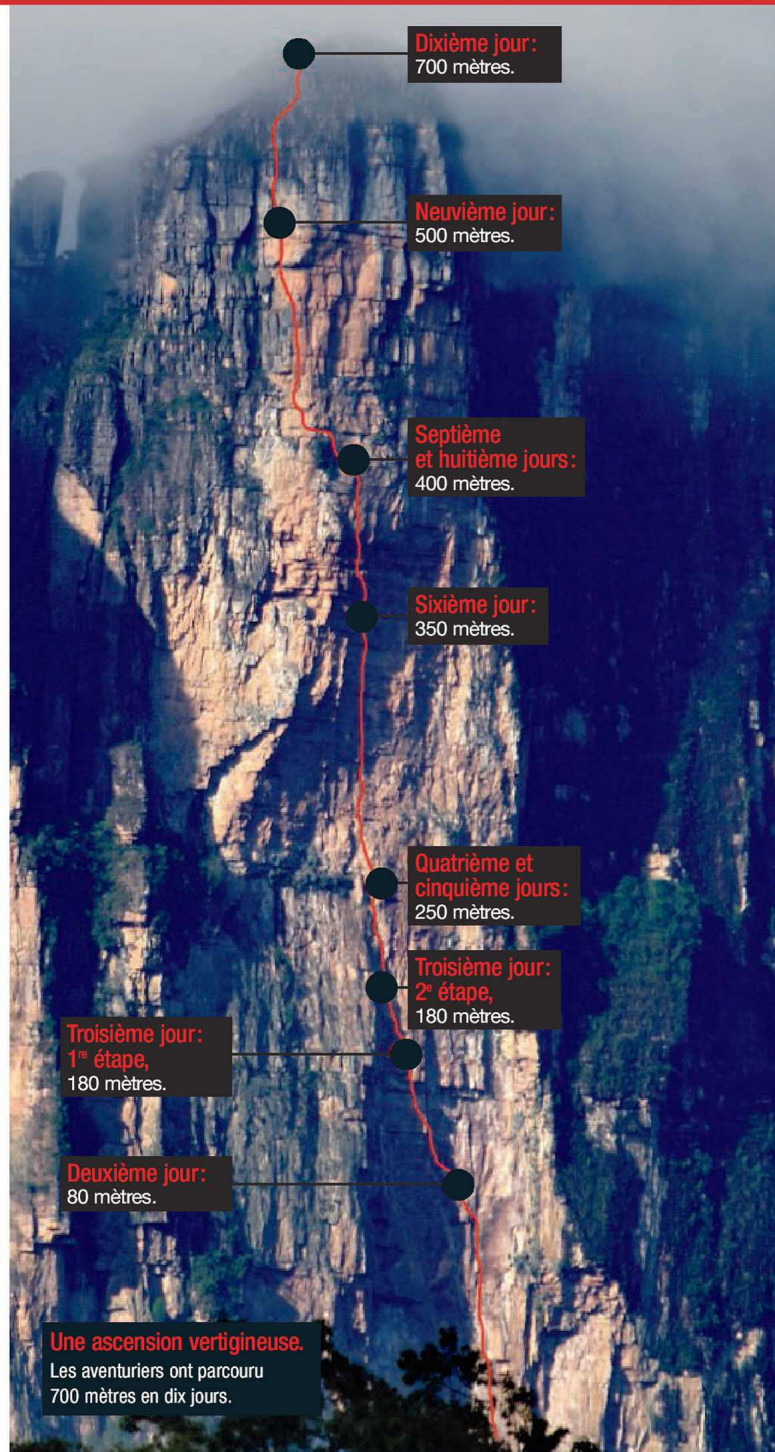 Dixième jour:
700 mètres.
Neuvième jour:
500 mètres.
Septième
et huitième jours:
400 mètres.
Sixième jour:
350 mètres.
Quatrième et
cinquième jours:
250 mètres.
Troisième jour:
2e étape,
180 mètres.
Troisième jour:
1re étape,
180 mètres.
Deuxième jour:
80 mètres.
Une ascension vertigineuse.
Les aventuriers ont parcouru
700 mètres en dix jours.